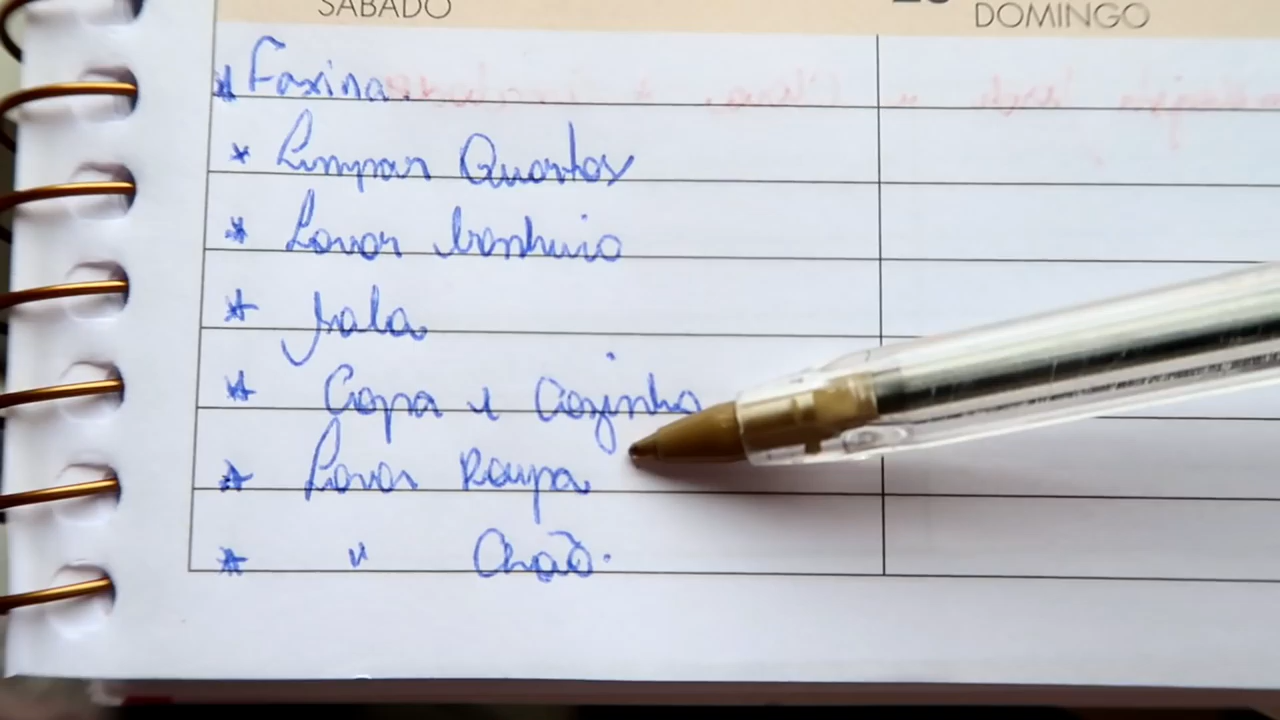 SÁBADO
DOMINGO
* Faxina.
* Limpar Quartos
* Lavar banheiro
* Sala
* Copa e Cozinha
* Lavar Roupa
* " Chão.